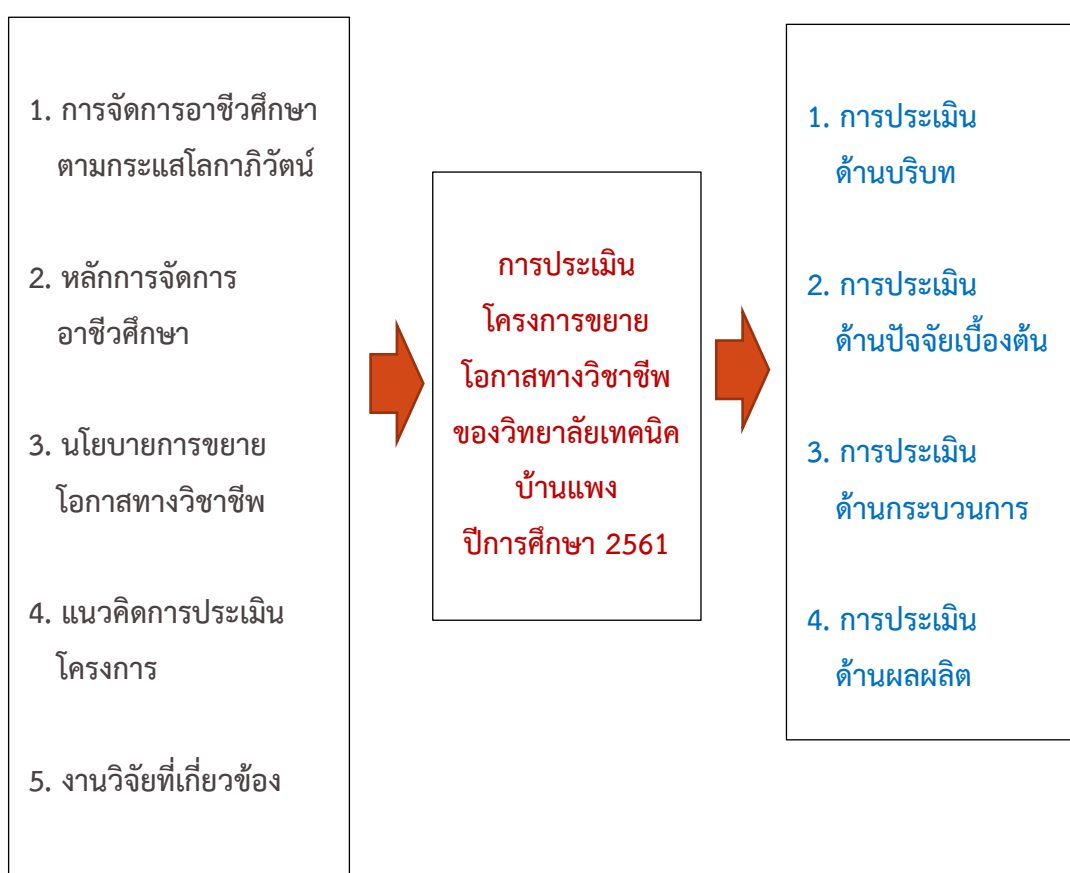 1. การจัดการอาชีวศึกษา
ตามกระแสโลกาภิวัตน์
2. หลักการจัดการ
อาชีวศึกษา
3. นโยบายการขยาย
โอกาสทางวิชาชีพ
4. แนวคิดการประเมิน
โครงการ
5. งานวิจัยที่เกี่ยวข้อง
การประเมิน
โครงการขยาย
โอกาสทางวิชาชีพ
ของวิทยาลัยเทคนิค
บ้านแพง
ปีการศึกษา 2561
1. การประเมิน
ด้านบริบท
2. การประเมิน
ด้านปัจจัยเบื้องต้น
3. การประเมิน
ด้านกระบวนการ
4. การประเมิน
ด้านผลผลิต